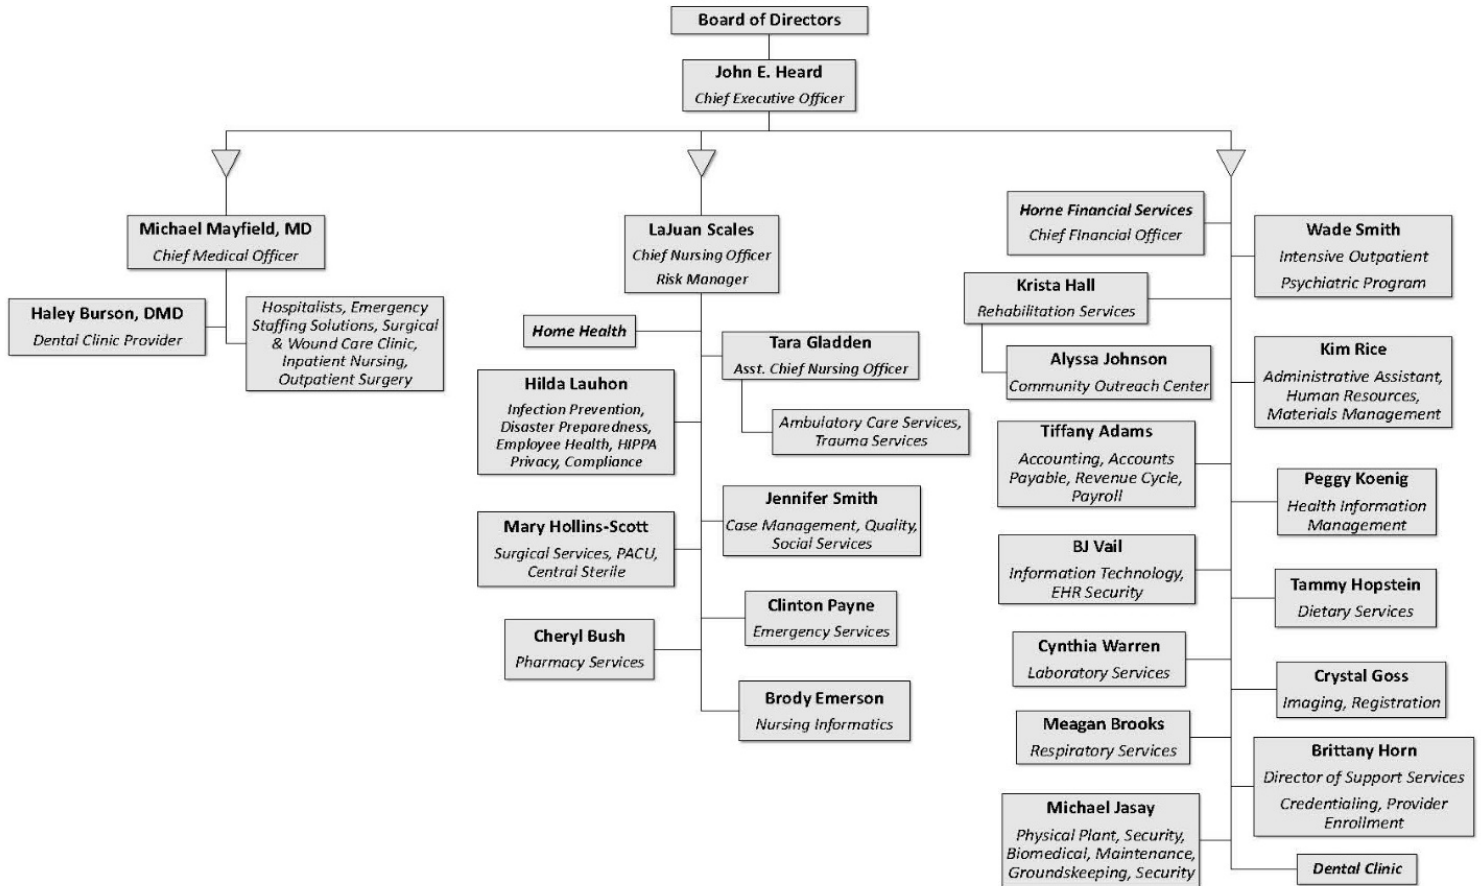 Board of Directors
John E. Heard
Chief Executive Officer
Michael Mayfield, MD
Chief Medical Officer
Haley Burson, DMD
Dental Clinic Provider
Hospitalists, Emergency
Staffing Solutions, Surgical
& Wound Care Clinic,
Inpatient Nursing,
Outpatient Surgery
LaJuan Scales
Chief Nursing Officer
Risk Manager
Home Health
Tara Gladden
Asst. Chief Nursing Officer
Ambulatory Care Services,
Trauma Services
Hilda Lauhon
Infection Prevention,
Disaster Preparedness,
Employee Health, HIPPA
Privacy, Compliance
Jennifer Smith
Case Management, Quality,
Social Services
Mary Hollins-Scott
Surgical Services, PACU,
Central Sterile
Clinton Payne
Emergency Services
Cheryl Bush
Pharmacy Services
Brody Emerson
Nursing Informatics
Horne Financial Services
Chief FInancial Officer
Wade Smith
Intensive Outpatient
Psychiatric Program
Krista Hall
Rehabilitation Services
Alyssa Johnson
Community Outreach Center
Kim Rice
Administrative Assistant,
Human Resources,
Materials Management
Tiffany Adams
Accounting, Accounts
Payable, Revenue Cycle,
Payroll
Peggy Koenig
Health Information
Management
BJ Vail
Information Technology,
EHR Security
Tammy Hopstein
Dietary Services
Cynthia Warren
Laboratory Services
Crystal Goss
Imaging, Registration
Meagan Brooks
Respiratory Services
Brittany Horn
Director of Support Services
Credentialing, Provider
Enrollment
Michael Jasay
Physical Plant, Security,
Biomedical, Maintenance,
Groundskeeping, Security
Dental Clinic